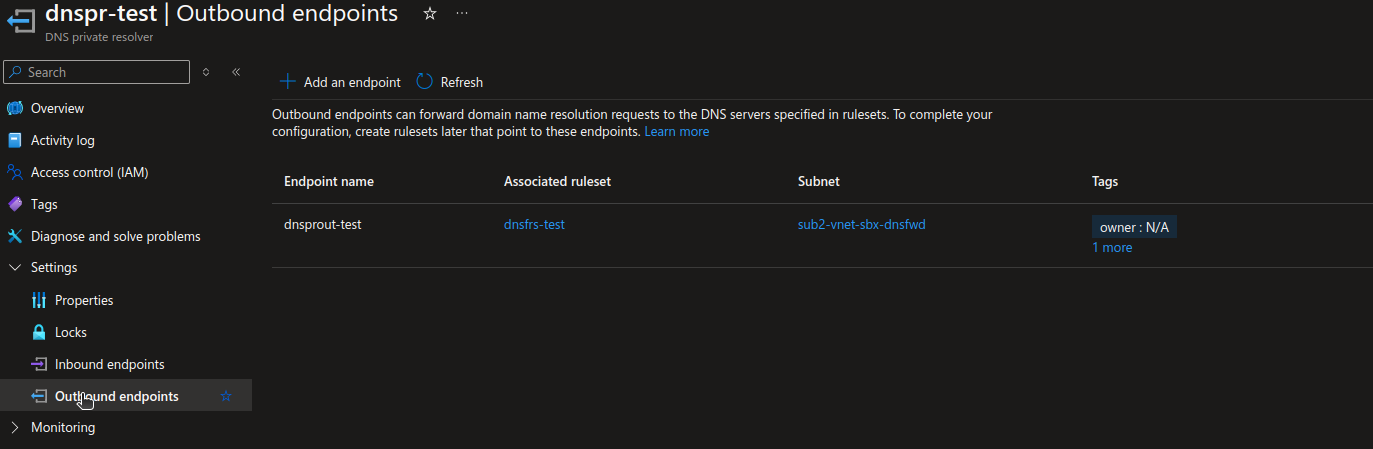 dnspr-test | Outbound endpoints
DNS private resolver
Search
Overview
Activity log
Access control (IAM)
Tags
Diagnose and solve problems
Settings
Properties
Locks
Inbound endpoints
Outbound endpoints
Monitoring
Add an endpoint
Refresh
Outbound endpoints can forward domain name resolution requests to the DNS servers specified in rulesets. To complete your
configuration, create rulesets later that point to these endpoints. Learn more
Endpoint name Associated ruleset Subnet Tags
dnsprout-test dnsfrs-test sub2-vnet-sbx-dnsfwd owner : N/A
1 more